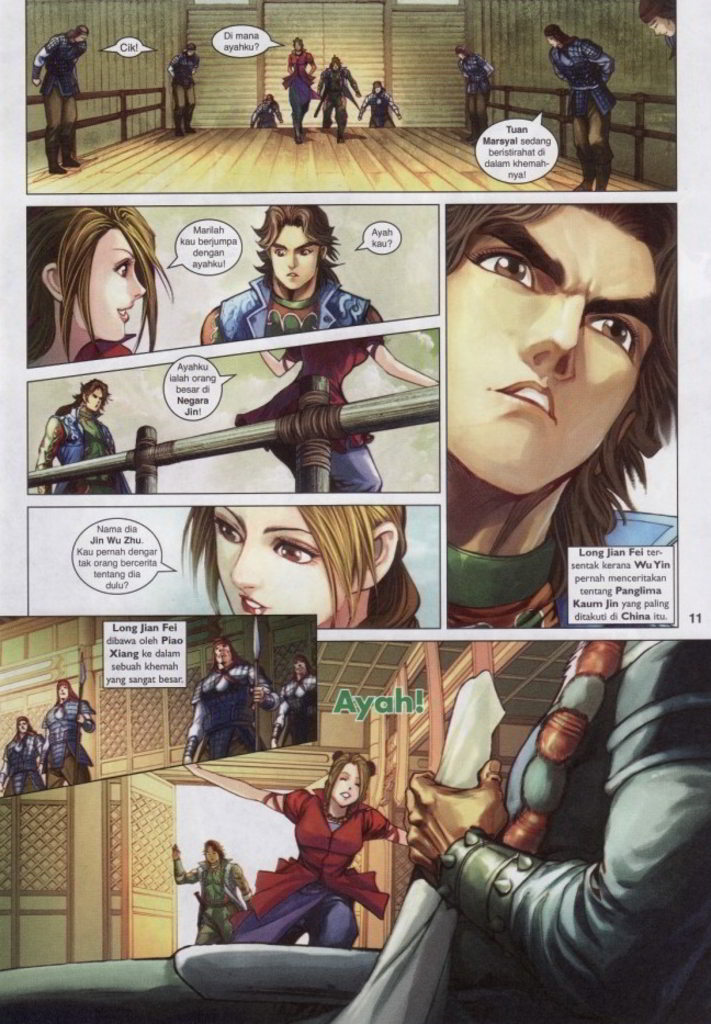 Cik!
Di mana
ayahku?
Tuan
Marsyal sedang
beristirahat di
dalam khemah-
nya!
Marilah
kau berjumpa
dengan
ayahku!
Ayah
kau?
Ayahku
ialah orang
besar di
Negara
Jin!
Nama dia
Jin Wu Zhu.
Kau pernah dengar
tak orang bercerita
tentang dia
dulu?
Long Jian Fei ter-
sentak kerana Wu Yin
pernah menceritakan
tentang Panglima
Kaum Jin yang paling
ditakuti di China itu.
11
Long Jian Fei
dibawa oleh Piao
Xiang ke dalam
sebuah khemah
yang sangat besar.
Ayah!